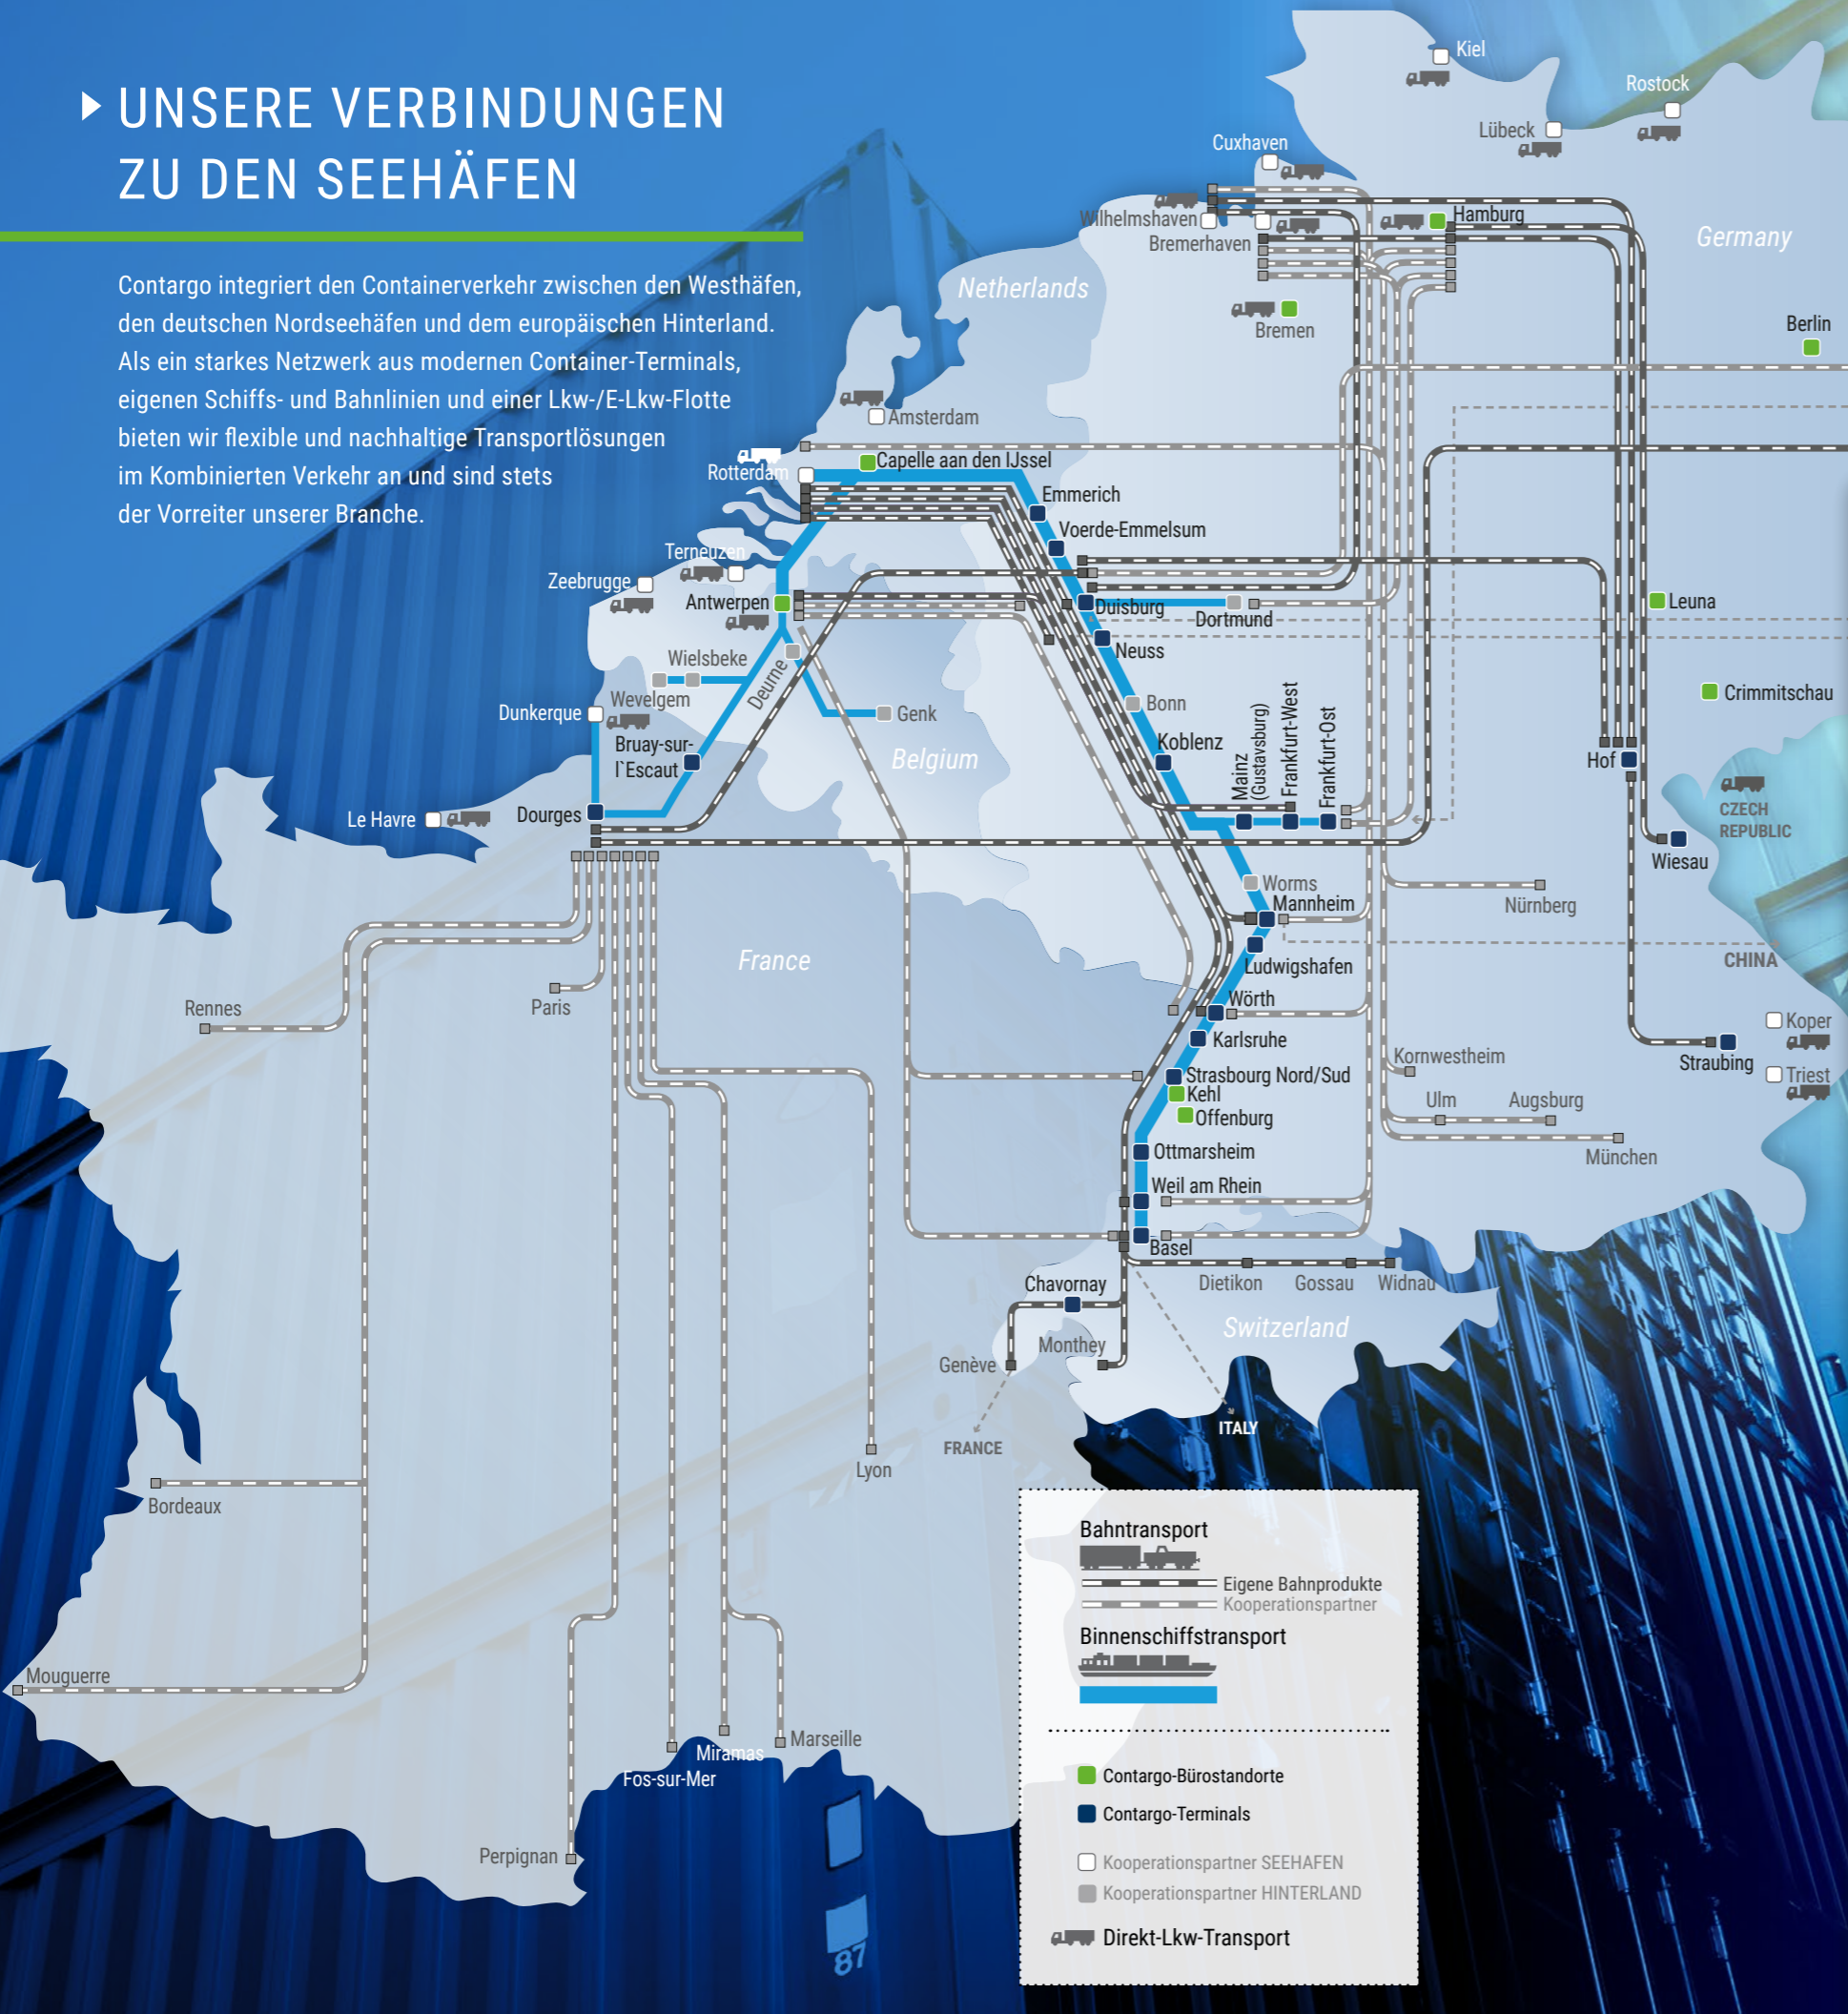 UNSERE VERBINDUNGEN
ZU DEN SEEHÄFEN
Contargo integriert den Containerverkehr zwischen den Westhäfen,
den deutschen Nordseehäfen und dem europäischen Hinterland.
Als ein starkes Netzwerk aus modernen Container-Terminals,
eigenen Schiffs- und Bahnlinien und einer Lkw-/E-Lkw-Flotte
bieten wir flexible und nachhaltige Transportlösungen
im Kombinierten Verkehr an und sind stets
der Vorreiter unserer Branche.
Kiel
Rostock
Lübeck
Cuxhaven
Wilhelmshaven
Hamburg
Bremerhaven
Germany
Netherlands
Bremen
Berlin
Amsterdam
Capelle aan den IJssel
Rotterdam
Emmerich
Voerde-Emmelsum
Terneuzen
Zeebrugge
Antwerpen
Duisburg
Dortmund
Leuna
Neuss
Wielsbeke
Deurne
Wevelgem
Crimmitschau
Bonn
Dunkerque
Genk
Bruay-sur-
l`Escaut
Belgium
Koblenz
Mainz
(Gustavsburg)
Frankfurt-West
Frankfurt-Ost
Hof
CZECH
REPUBLIC
Le Havre
Dourges
Wiesau
Worms
Mannheim
Nürnberg
France
Ludwigshafen
CHINA
Rennes
Paris
Wörth
Koper
Karlsruhe
Kornwestheim
Straubing
Strasbourg Nord/Sud
Triest
Kehl
Ulm
Augsburg
Offenburg
Ottmarsheim
München
Weil am Rhein
Basel
Chavornay
Dietikon
Gossau
Widnau
Switzerland
Monthey
Genève
ITALY
FRANCE
Lyon
Bordeaux
Mouguerre
Marseille
Miramas
Fos-sur-Mer
Perpignan
87
Bahntransport
Eigene Bahnprodukte
Kooperationspartner
Binnenschiffstransport
Contargo-Bürostandorte
Contargo-Terminals
Kooperationspartner SEEHAFEN
Kooperationspartner HINTERLAND
Direkt-Lkw-Transport